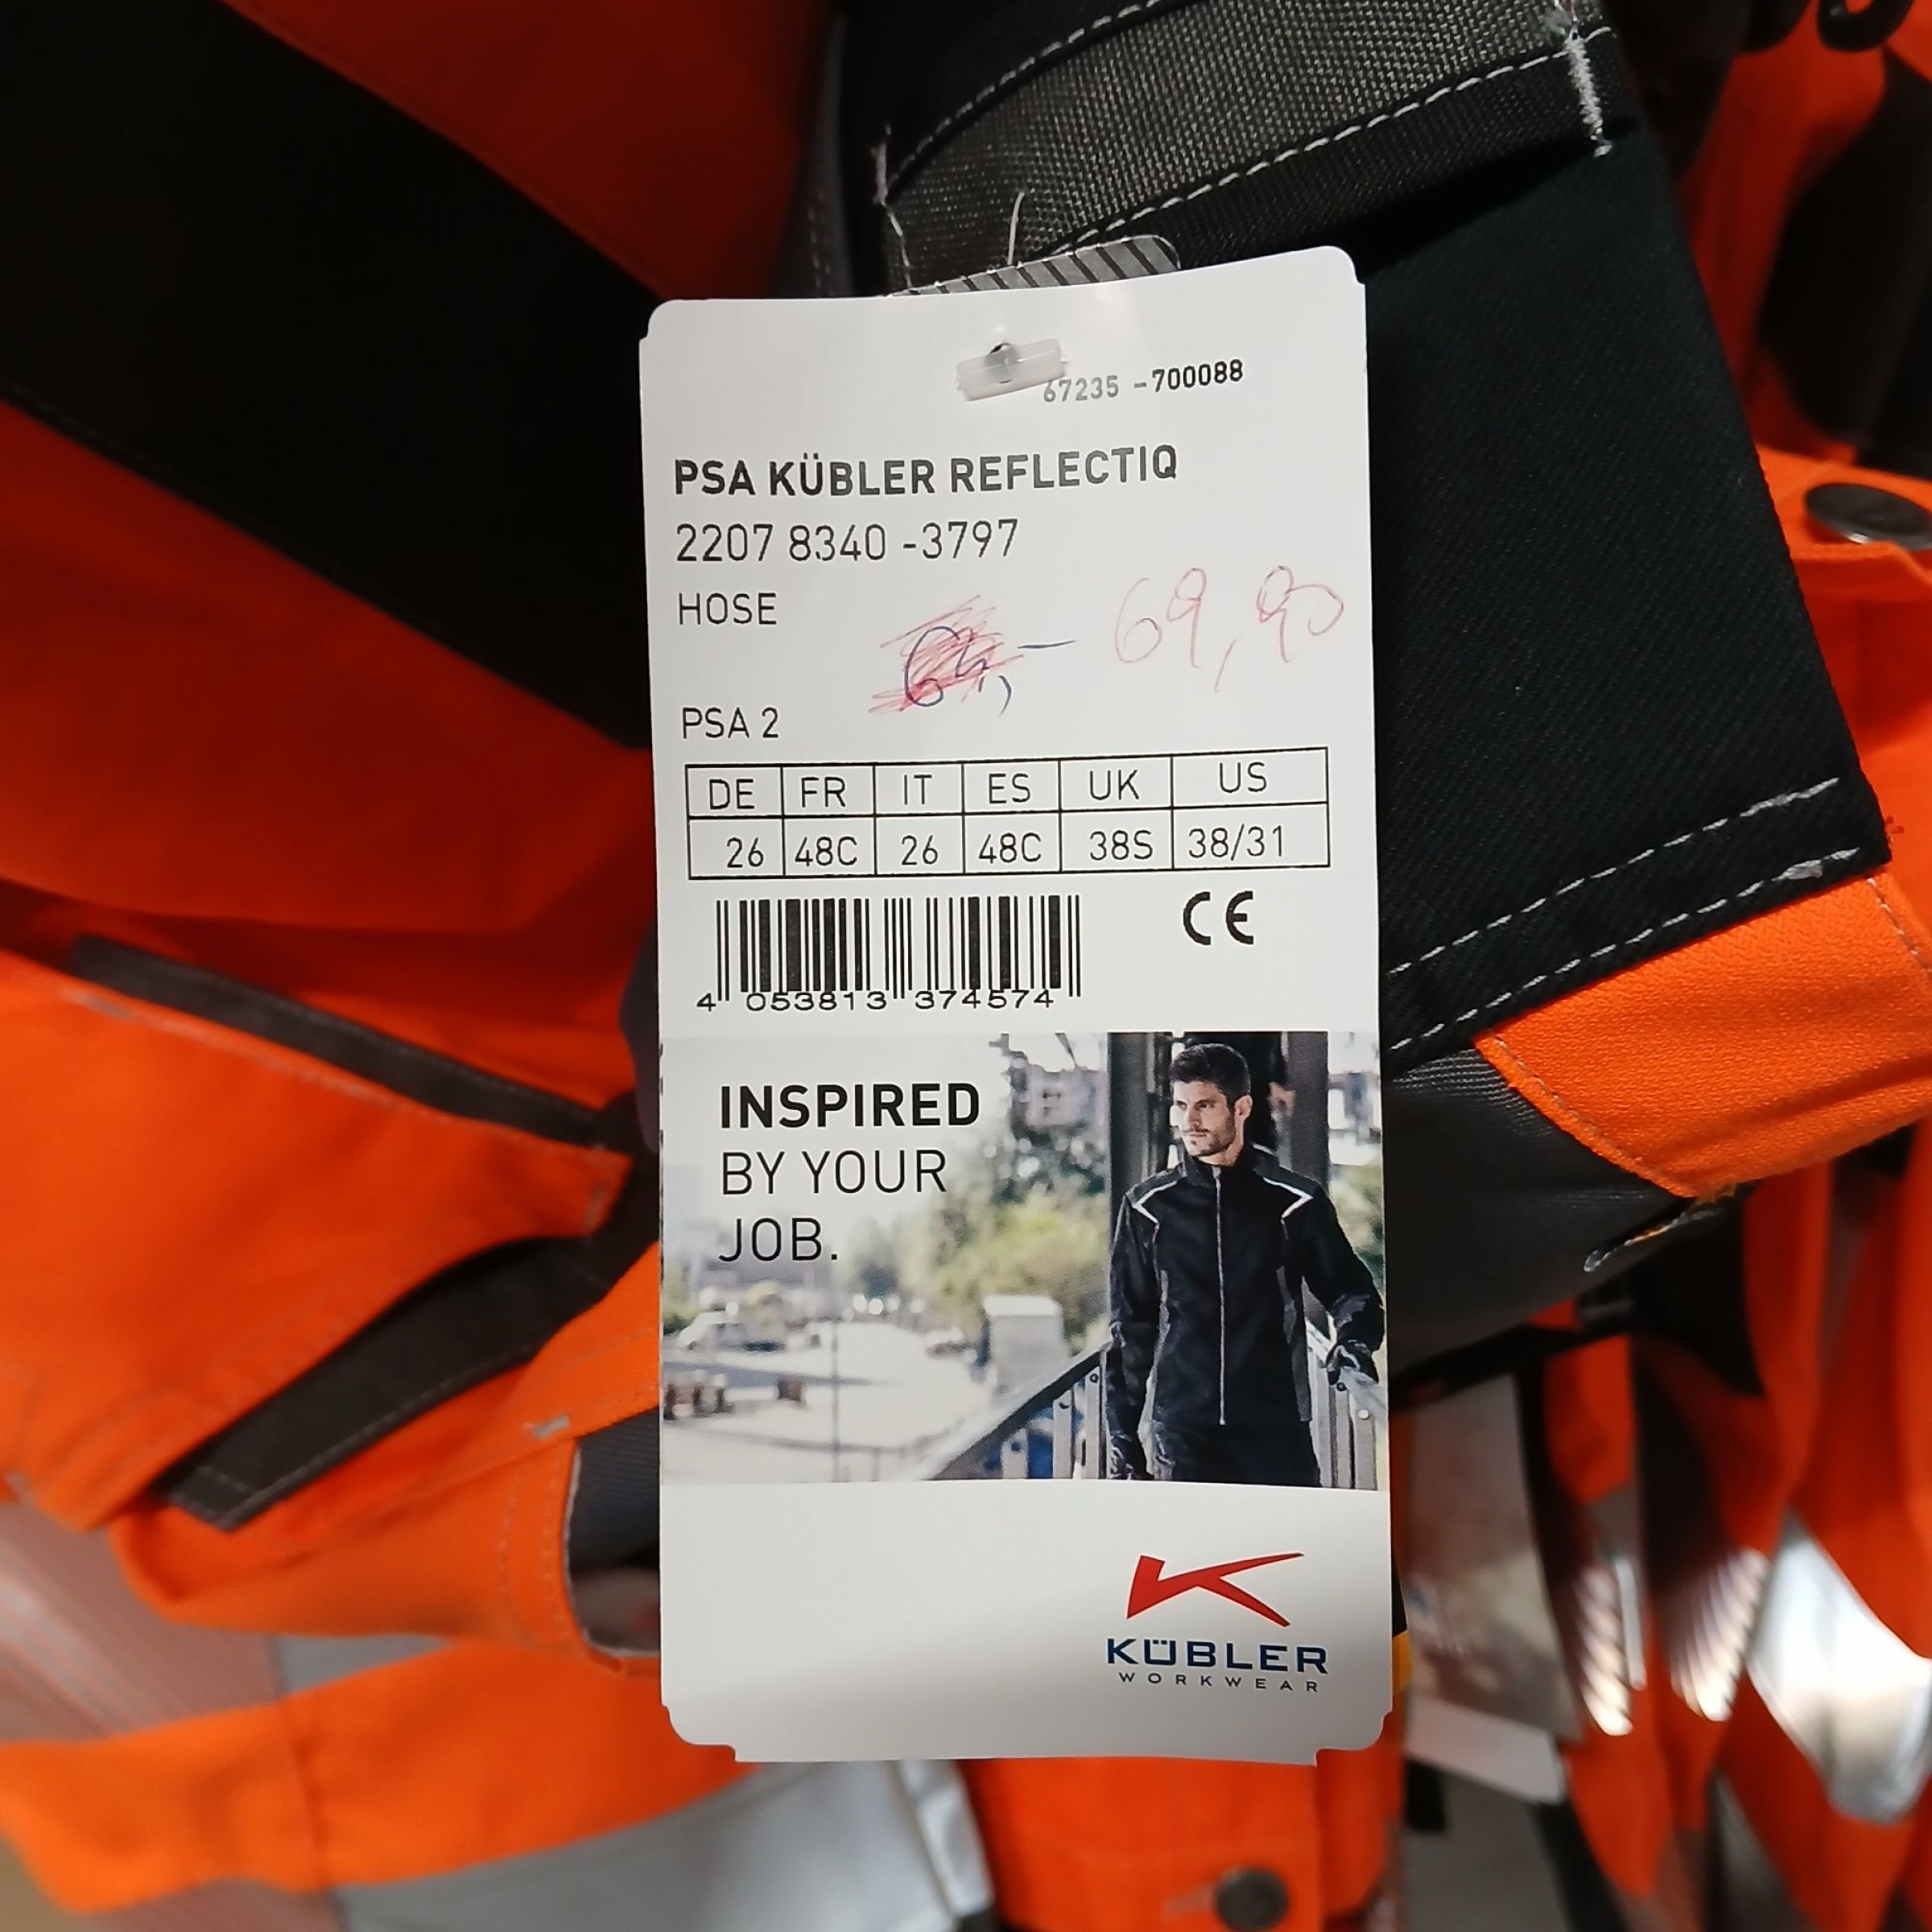 67235 -700088
PSA KÜBLER REFLECTIQ
2207 8340 -3797
HOSE
69,90
PSA 2
DE FR IT ES UK US
26 48C 26 48C 38S 38/31
CE
4 053813 374574
INSPIRED
BY YOUR
JOB.
KÜBLER
WORKWEAR